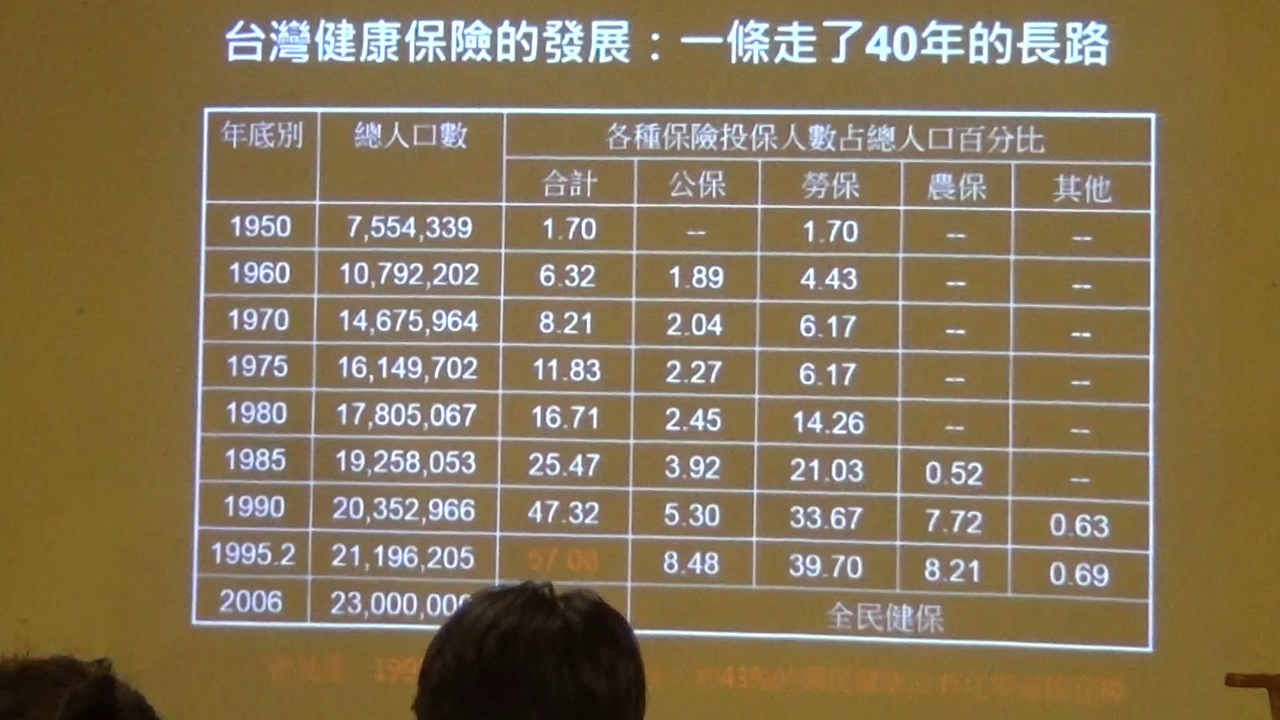 台灣健康保險的發展：一條走了40年的長路
年底別 總人口數 各種保險投保人數占總人口百分比
合計 公保 勞保 農保 其他
1950 7,554,339 1.70 -- 1.70 -- --
1960 10,792,202 6.32 1.89 4.43 -- --
1970 14,675,964 8.21 2.04 6.17 -- --
1975 16,149,702 11.83 2.27 6.17 -- --
1980 17,805,067 16.71 2.45 14.26 -- --
1985 19,258,053 25.47 3.92 21.03 0.52 --
1990 20,352,966 47.32 5.30 33.67 7.72 0.63
1995.2 21,196,205 57.08 8.48 39.70 8.21 0.69
2006 23,000,00 全民健保
43%